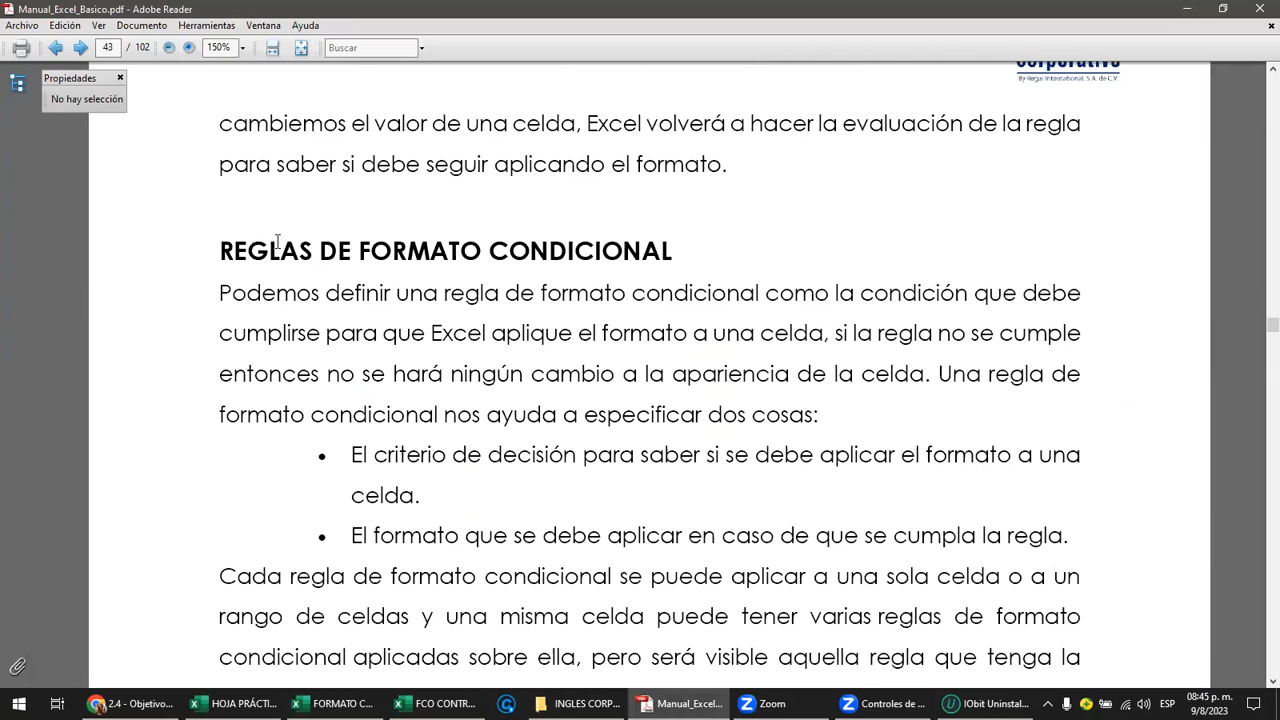 Manual_Excel_Basico.pdf - Adobe Reader
Archivo Edición Ver Documento Herramientas Ventana Ayuda
43 / 102 150% Buscar
Propiedades
No hay selección
By Regar International, S.A. de C.V.
cambiemos el valor de una celda, Excel volverá a hacer la evaluación de la regla
para saber si debe seguir aplicando el formato.
REGLAS DE FORMATO CONDICIONAL
Podemos definir una regla de formato condicional como la condición que debe
cumplirse para que Excel aplique el formato a una celda, si la regla no se cumple
entonces no se hará ningún cambio a la apariencia de la celda. Una regla de
formato condicional nos ayuda a especificar dos cosas:
• El criterio de decisión para saber si se debe aplicar el formato a una
celda.
• El formato que se debe aplicar en caso de que se cumpla la regla.
Cada regla de formato condicional se puede aplicar a una sola celda o a un
rango de celdas y una misma celda puede tener varias reglas de formato
condicional aplicadas sobre ella, pero será visible aquella regla que tenga la
2.4 - Objetivo... HOJA PRÁCTI... FORMATO C... FCO CONTR... INGLES CORP... Manual_Excel... Zoom Controles de ... IObit Uninstal... ESP 08:45 p. m.
9/8/2023